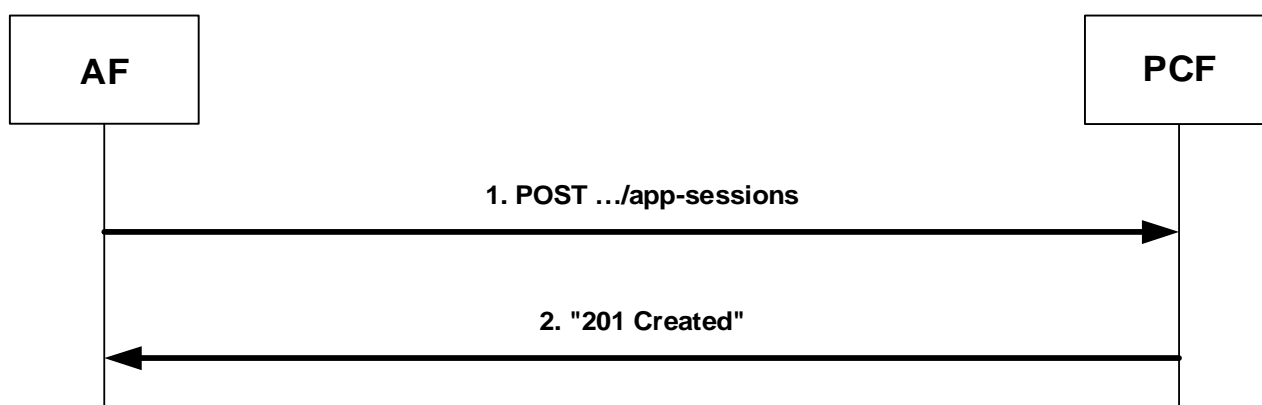 AF
PCF
1. POST …/app-sessions
2. "201 Created"